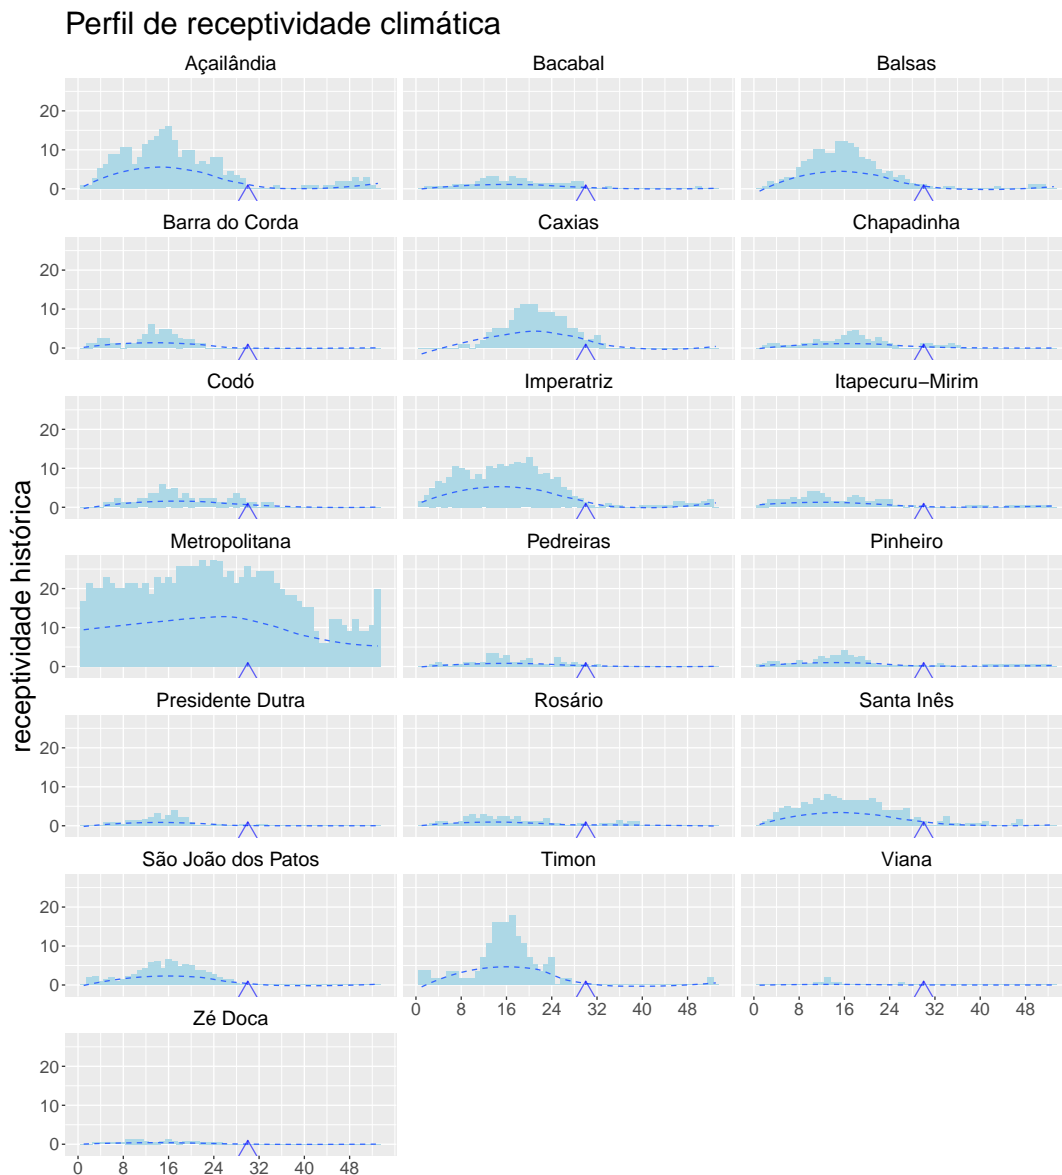 Perfil de receptividade climática
Açailândia Bacabal Balsas
20
10
0
Barra do Corda Caxias Chapadinha
20
10
0
Codó Imperatriz Itapecuru−Mirim
20
10
0
receptividade histórica
Metropolitana Pedreiras Pinheiro
20
10
0
Presidente Dutra Rosário Santa Inês
20
10
0
São João dos Patos Timon Viana
20
10
0
0 8 16 24 32 40 48 0 8 16 24 32 40 48
Zé Doca
20
10
0
0 8 16 24 32 40 48